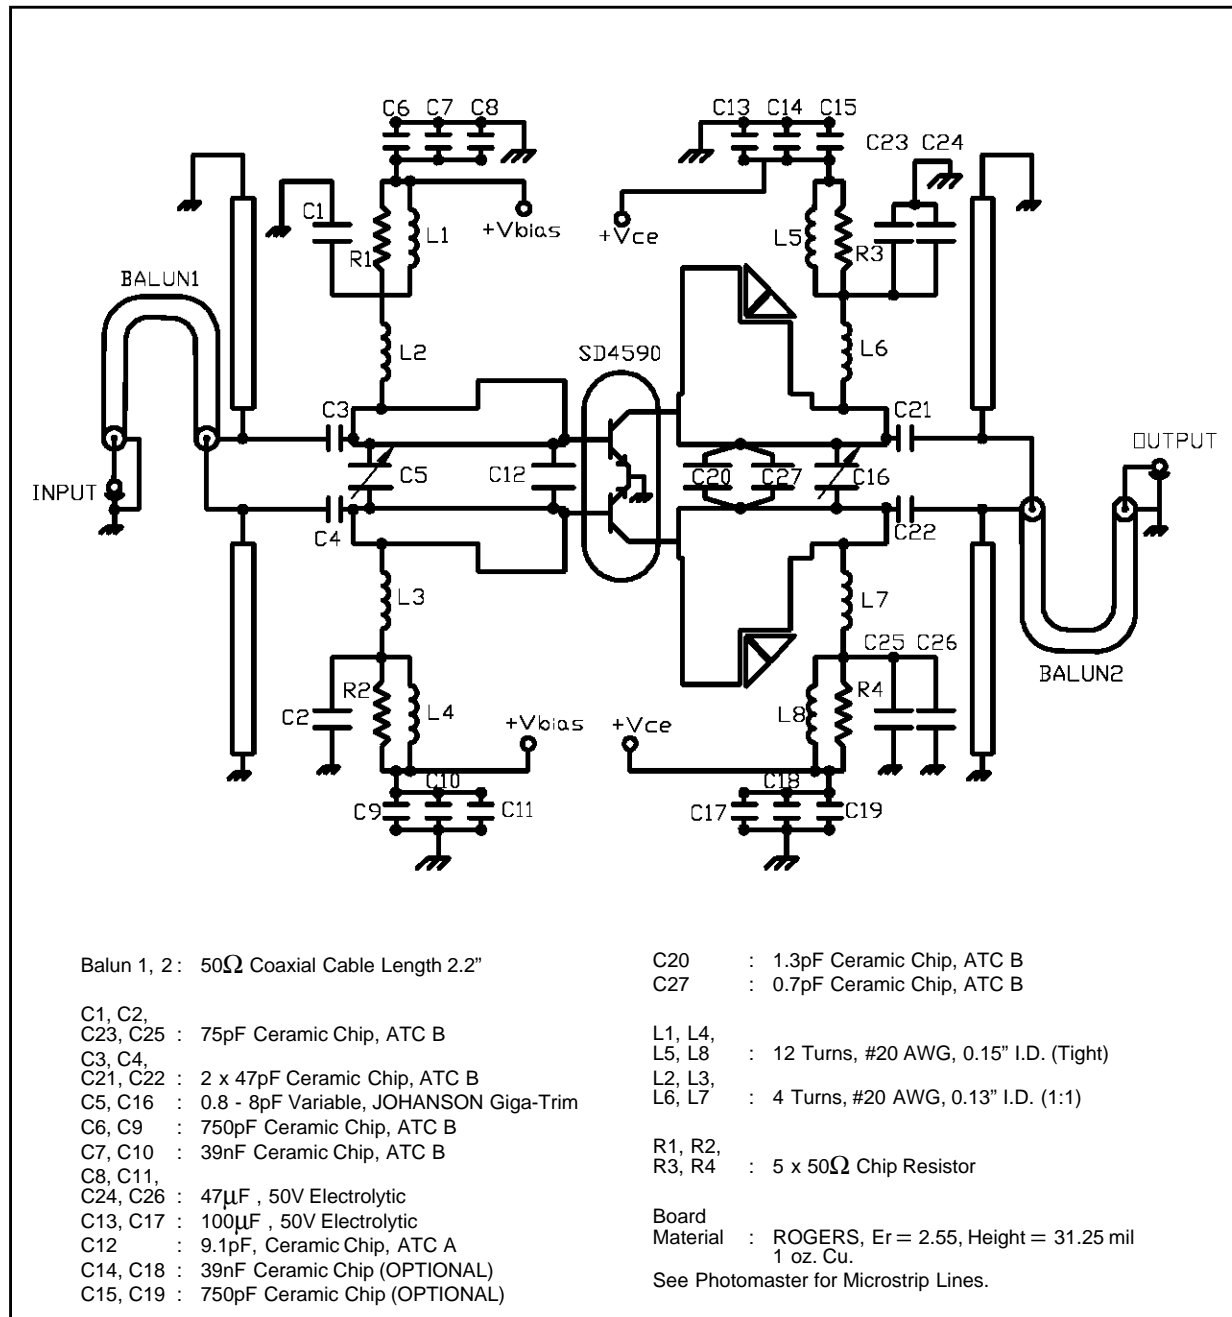 C6 C7 C8
C13 C14 C15
C23 C24
C1
R1
L1
+Vbias
+Vce
L5
R3
BALUN1
L2
SD4590
L6
C3
C21
OUTPUT
INPUT
C5
C12
C20
C27
C16
C4
C22
L3
L7
C25 C26
BALUN2
R2
C2
L4
+Vbias
+Vce
L8
R4
C10
C18
C9
C11
C17
C19
Balun 1, 2 : 50Ω Coaxial Cable Length 2.2”
C1, C2,
C23, C25 : 75pF Ceramic Chip, ATC B
C3, C4,
C21, C22 : 2 x 47pF Ceramic Chip, ATC B
C5, C16 : 0.8 - 8pF Variable, JOHANSON Giga-Trim
C6, C9 : 750pF Ceramic Chip, ATC B
C7, C10 : 39nF Ceramic Chip, ATC B
C8, C11,
C24, C26 : 47μF , 50V Electrolytic
C13, C17 : 100μF , 50V Electrolytic
C12 : 9.1pF, Ceramic Chip, ATC A
C14, C18 : 39nF Ceramic Chip (OPTIONAL)
C15, C19 : 750pF Ceramic Chip (OPTIONAL)
C20 : 1.3pF Ceramic Chip, ATC B
C27 : 0.7pF Ceramic Chip, ATC B
L1, L4,
L5, L8 : 12 Turns, #20 AWG, 0.15” I.D. (Tight)
L2, L3,
L6, L7 : 4 Turns, #20 AWG, 0.13” I.D. (1:1)
R1, R2,
R3, R4 : 5 x 50Ω Chip Resistor
Board
Material : ROGERS, Er = 2.55, Height = 31.25 mil
1 oz. Cu.
See Photomaster for Microstrip Lines.